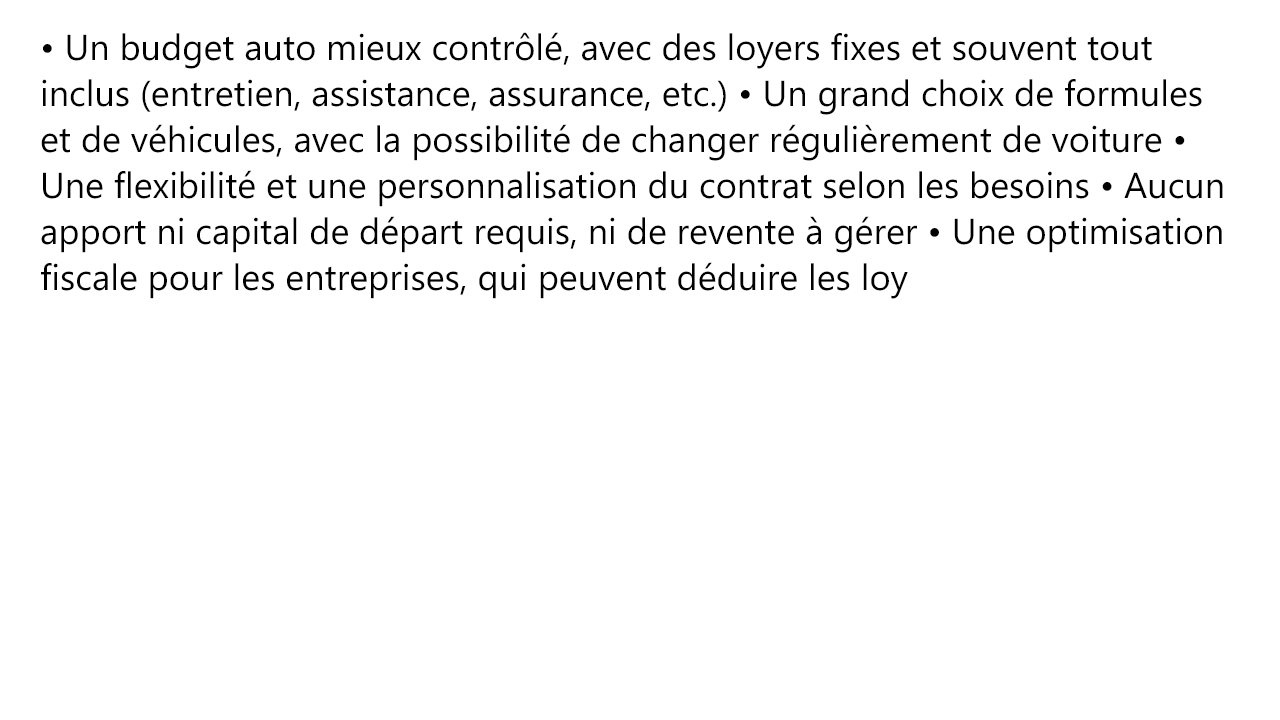 • Un budget auto mieux contrôlé, avec des loyers fixes et souvent tout
inclus (entretien, assistance, assurance, etc.) • Un grand choix de formules
et de véhicules, avec la possibilité de changer régulièrement de voiture •
Une flexibilité et une personnalisation du contrat selon les besoins • Aucun
apport ni capital de départ requis, ni de revente à gérer • Une optimisation
fiscale pour les entreprises, qui peuvent déduire les loy